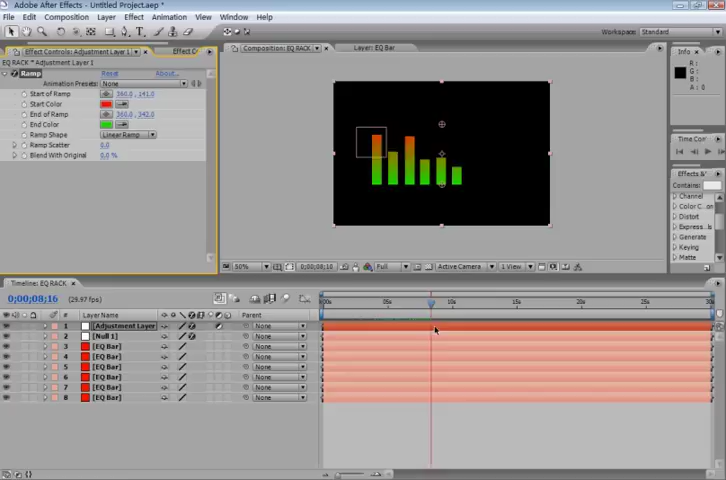 Adobe After Effects - Untitled Project.aep *
File Edit Composition Layer Effect Animation View Window Help
Workspace: Standard
Effect Controls: Adjustment Layer 1
Effect C
EQ RACK * Adjustment Layer 1
Ramp Reset About...
Animation Presets: None
Start of Ramp 360.0 , 141.0
Start Color
End of Ramp 360.0 , 342.0
End Color
Ramp Shape Linear Ramp
Ramp Scatter 0.0
Blend With Original 0.0 %
Composition: EQ RACK
Layer: EQ Bar
50% 0;00;08;10 Full Active Camera 1 View
Info
R :
G :
B :
A : 0
Time Cor
Effects &
Contains:
Channel
Color C...
Distort
Express...
Generate
Keying
Matte
Timeline: EQ RACK
0;00;08;16 (29.97 fps)
# Layer Name Parent
:00s 05s 10s 15s 20s 25s 30s
1 [Adjustment Layer None
2 [Null 1] None
3 [EQ Bar] None
4 [EQ Bar] None
5 [EQ Bar] None
6 [EQ Bar] None
7 [EQ Bar] None
8 [EQ Bar] None